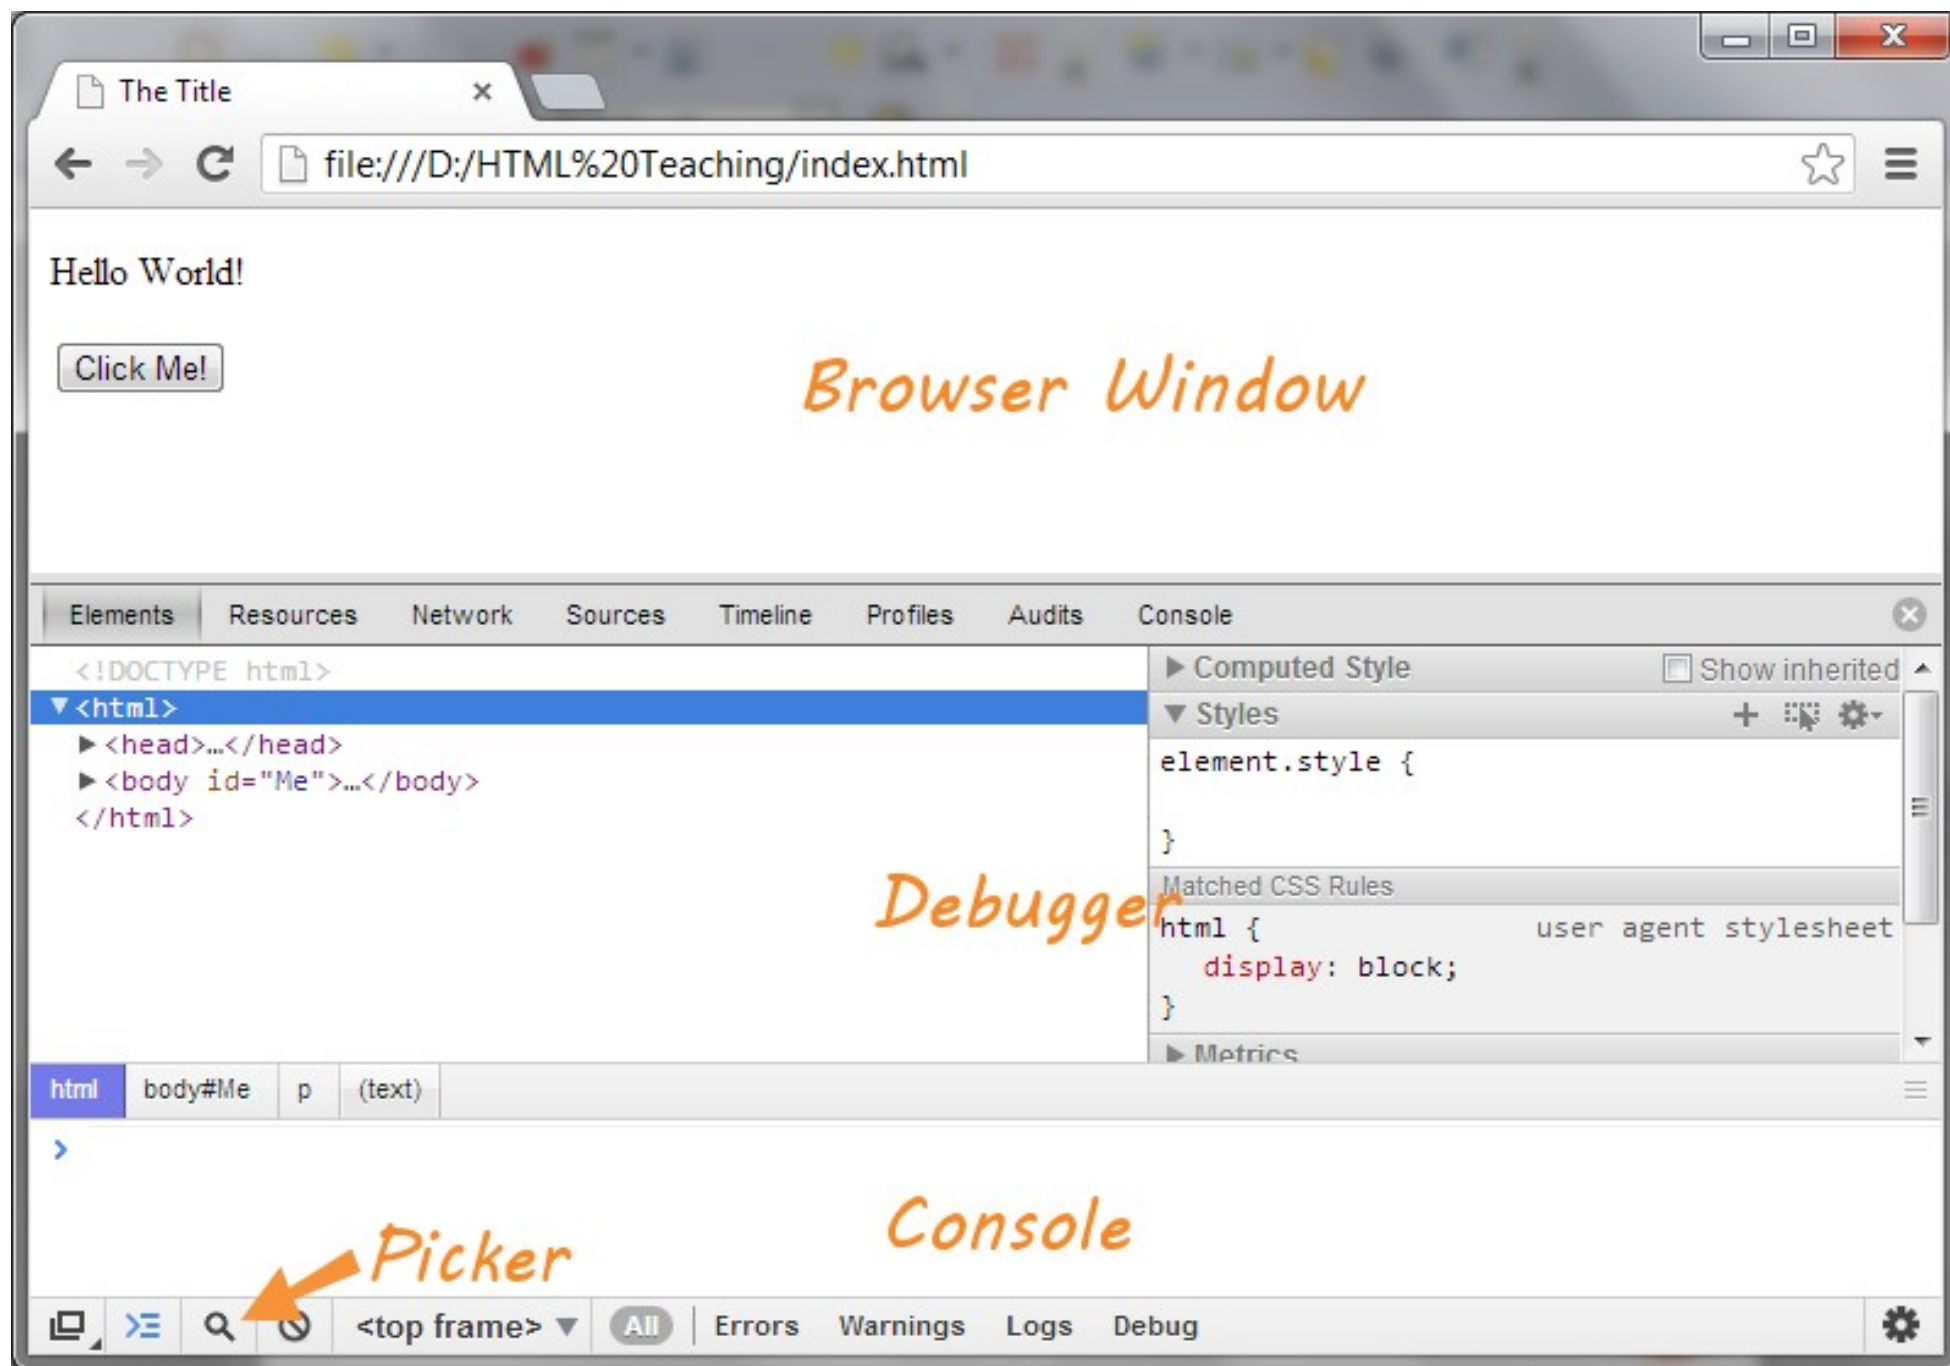 The Title
file:///D:/HTML%20Teaching/index.html
Hello World!
Click Me!
Browser Window
Elements Resources Network Sources Timeline Profiles Audits Console
<!DOCTYPE html>
<html>
<head>…</head>
<body id="Me">…</body>
</html>
Computed Style Show inherited
Styles
element.style {
}
Matched CSS Rules
html { user agent stylesheet
display: block;
}
Metrics
Debugger
html body#Me p (text)
>
Console
Picker
<top frame> All Errors Warnings Logs Debug